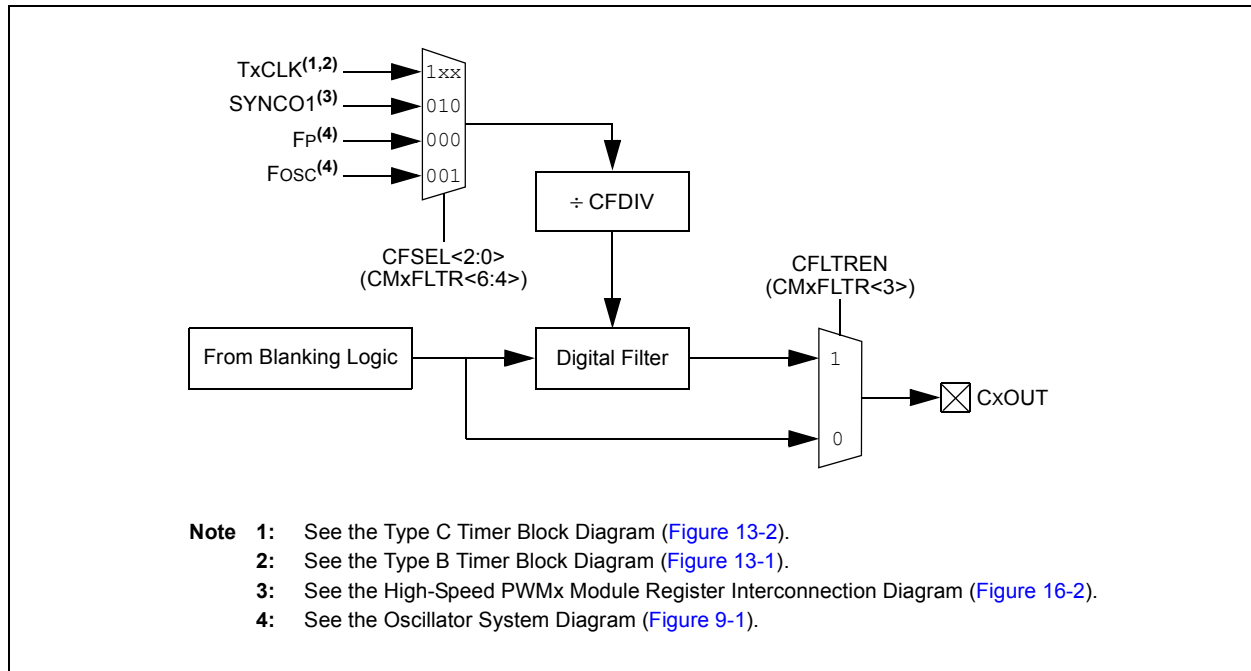 TxCLK(1,2)
SYNCO1(3)
FP(4)
FOSC(4)
1xx
010
000
001
÷ CFDIV
CFSEL<2:0>
(CMxFLTR<6:4>)
CFLTREN
(CMxFLTR<3>)
From Blanking Logic
Digital Filter
1
0
CxOUT
Note 1: See the Type C Timer Block Diagram (Figure 13-2).
2: See the Type B Timer Block Diagram (Figure 13-1).
3: See the High-Speed PWMx Module Register Interconnection Diagram (Figure 16-2).
4: See the Oscillator System Diagram (Figure 9-1).